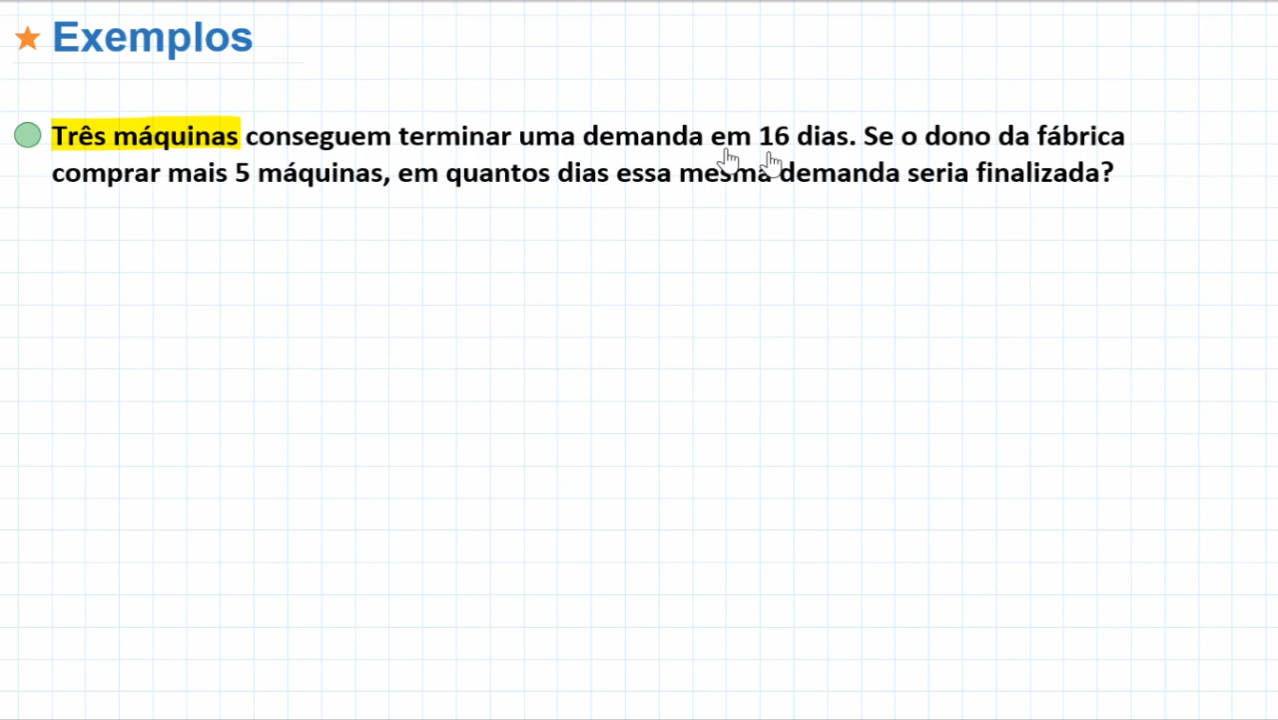 Exemplos
Três máquinas conseguem terminar uma demanda em 16 dias. Se o dono da fábrica
comprar mais 5 máquinas, em quantos dias essa mesma demanda seria finalizada?